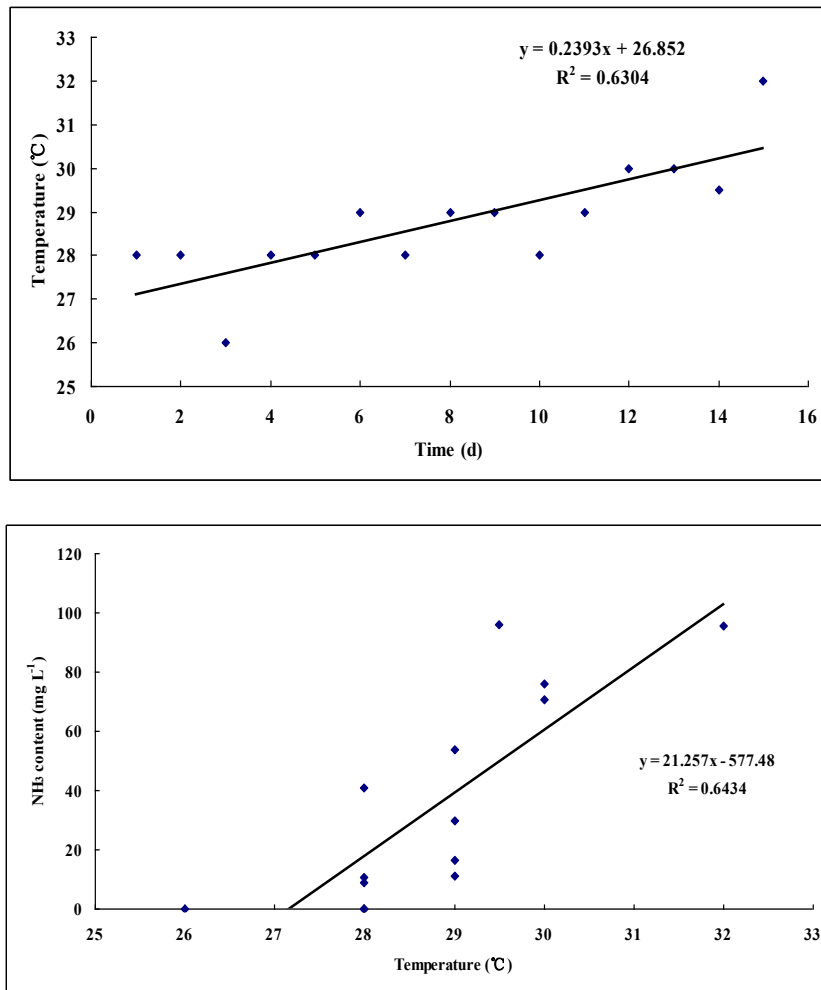 y = 0.2393x + 26.852
R² = 0.6304
33
32
31
30
29
28
27
26
25
Temperature (℃)
0 2 4 6 8 10 12 14 16
Time (d)
120
100
80
60
40
20
0
NH₃ content (mg L⁻¹)
y = 21.257x - 577.48
R² = 0.6434
25 26 27 28 29 30 31 32 33
Temperature (℃)